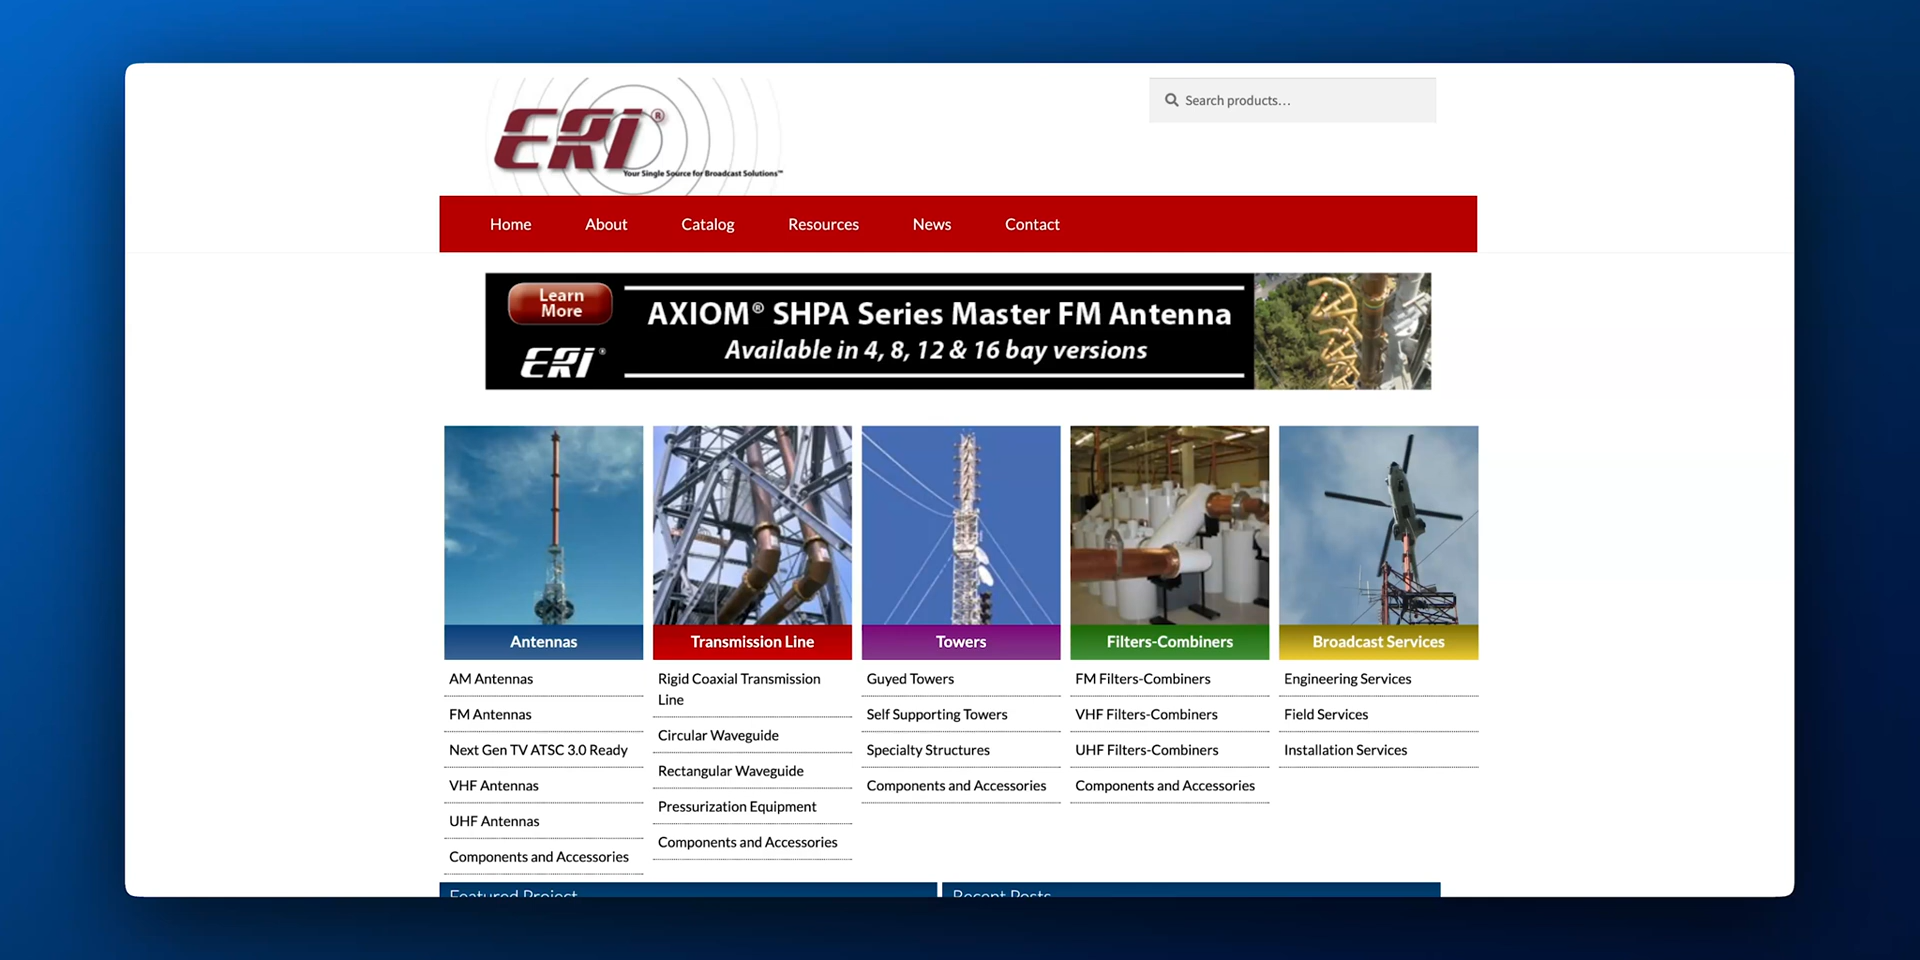 ERI®
Your Single Source for Broadcast Solutions™
Search products...
Home About Catalog Resources News Contact
Learn
More
ERI®
AXIOM® SHPA Series Master FM Antenna
Available in 4, 8, 12 & 16 bay versions
Antennas
AM Antennas
FM Antennas
Next Gen TV ATSC 3.0 Ready
VHF Antennas
UHF Antennas
Components and Accessories
Transmission Line
Rigid Coaxial Transmission
Line
Circular Waveguide
Rectangular Waveguide
Pressurization Equipment
Components and Accessories
Towers
Guyed Towers
Self Supporting Towers
Specialty Structures
Components and Accessories
Filters-Combiners
FM Filters-Combiners
VHF Filters-Combiners
UHF Filters-Combiners
Components and Accessories
Broadcast Services
Engineering Services
Field Services
Installation Services
Featured Project
Recent Posts